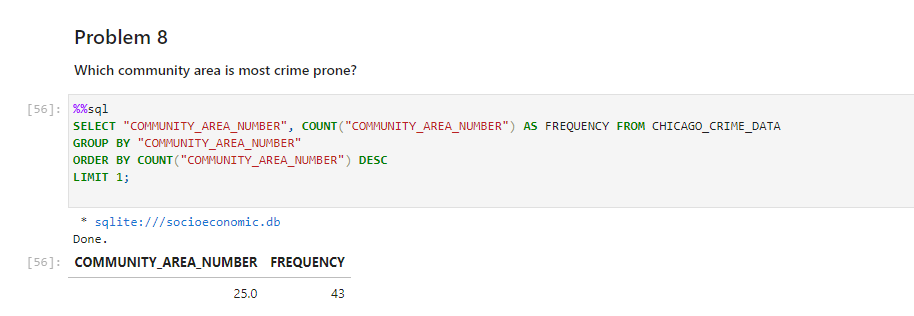 Problem 8
Which community area is most crime prone?
[56]: %%sql
SELECT "COMMUNITY_AREA_NUMBER", COUNT("COMMUNITY_AREA_NUMBER") AS FREQUENCY FROM CHICAGO_CRIME_DATA
GROUP BY "COMMUNITY_AREA_NUMBER"
ORDER BY COUNT("COMMUNITY_AREA_NUMBER") DESC
LIMIT 1;
* sqlite:///socioeconomic.db
Done.
[56]: COMMUNITY_AREA_NUMBER FREQUENCY
25.0 43